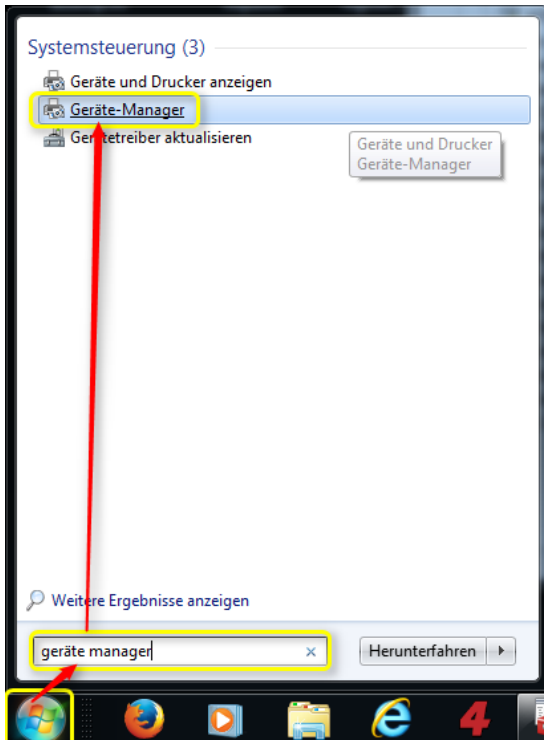 Systemsteuerung (3)
Geräte und Drucker anzeigen
Geräte-Manager
Gerätetreiber aktualisieren
Geräte und Drucker
Geräte-Manager
Weitere Ergebnisse anzeigen
geräte manager
Herunterfahren
4